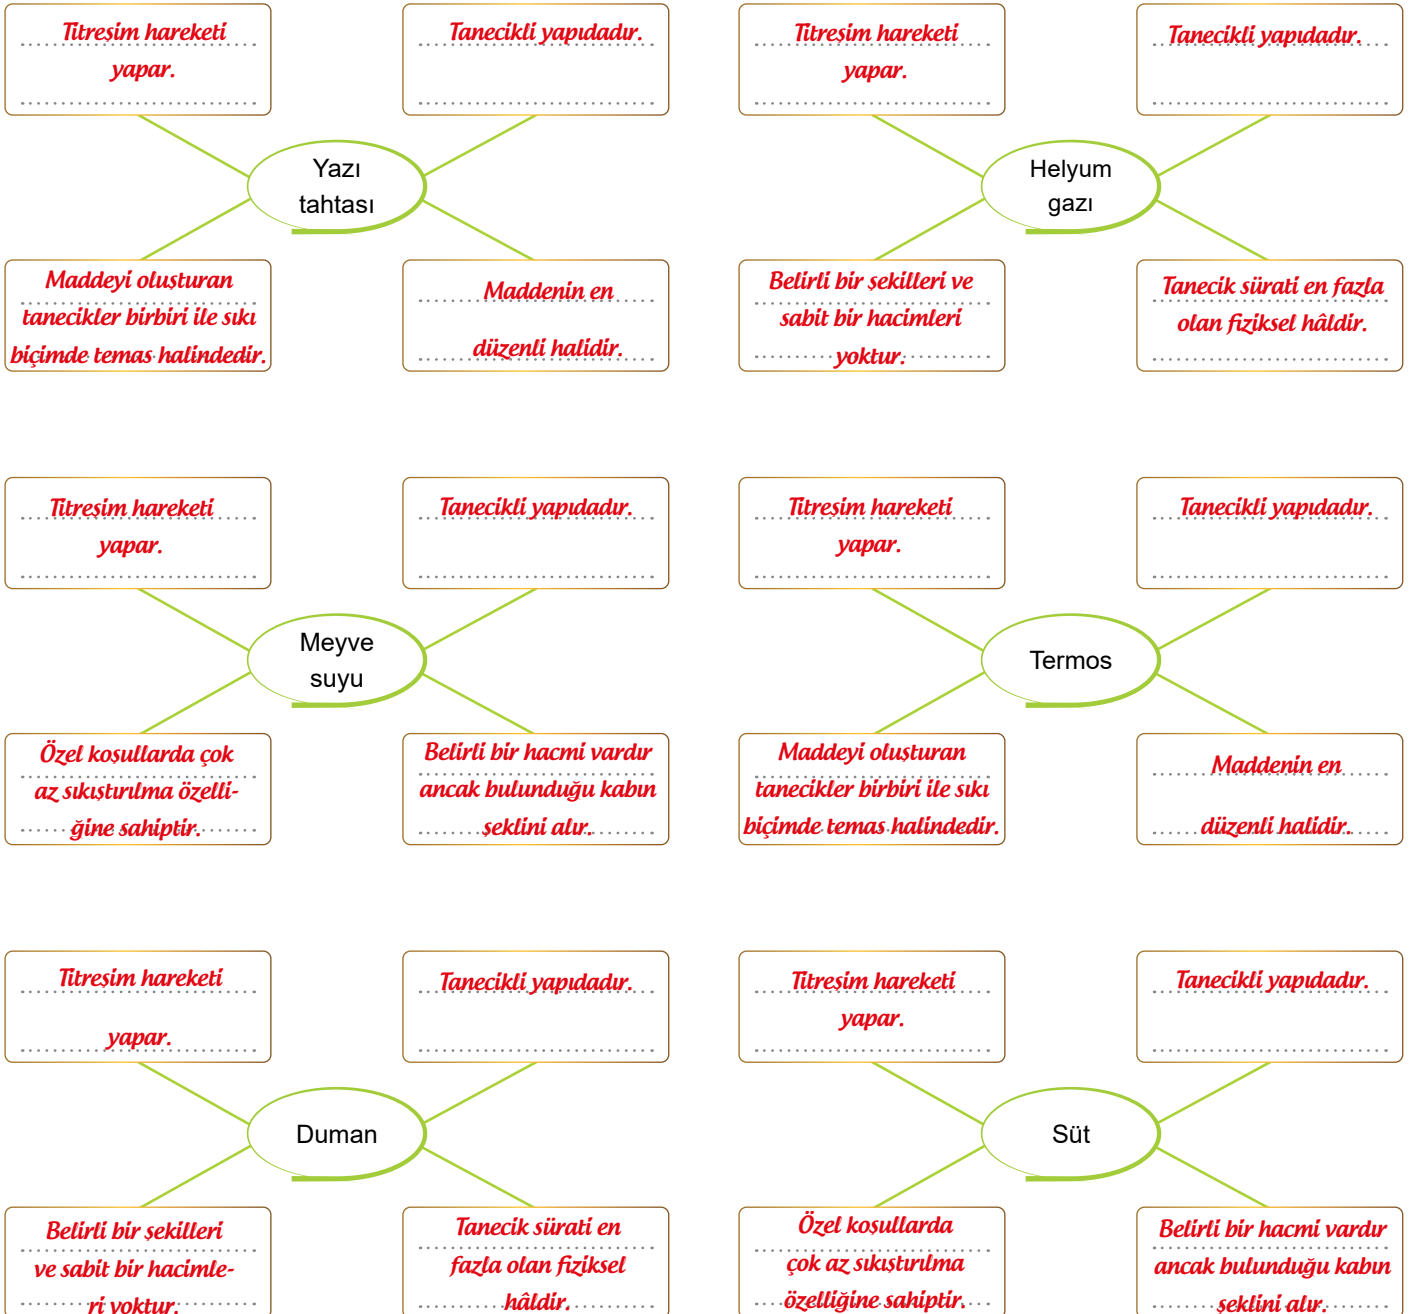 Titreşim hareketi
yapar.
Tanecikli yapıdadır.
Yazı
tahtası
Maddeyi oluşturan
tanecikler birbiri ile sıkı
biçimde temas halindedir.
Maddenin en
düzenli halidir.
Titreşim hareketi
yapar.
Tanecikli yapıdadır.
Helyum
gazı
Belirli bir şekilleri ve
sabit bir hacimleri
yoktur.
Tanecik sürati en fazla
olan fiziksel hâldir.
Titreşim hareketi
yapar.
Tanecikli yapıdadır.
Meyve
suyu
Özel koşullarda çok
az sıkıştırılma özelli-
ğine sahiptir.
Belirli bir hacmi vardır
ancak bulunduğu kabın
şeklini alır.
Titreşim hareketi
yapar.
Tanecikli yapıdadır.
Termos
Maddeyi oluşturan
tanecikler birbiri ile sıkı
biçimde temas halindedir.
Maddenin en
düzenli halidir.
Titreşim hareketi
yapar.
Tanecikli yapıdadır.
Duman
Belirli bir şekilleri
ve sabit bir hacimle-
ri yoktur.
Tanecik sürati en
fazla olan fiziksel
hâldir.
Titreşim hareketi
yapar.
Tanecikli yapıdadır.
Süt
Özel koşullarda
çok az sıkıştırılma
özelliğine sahiptir.
Belirli bir hacmi vardır
ancak bulunduğu kabın
şeklini alır.